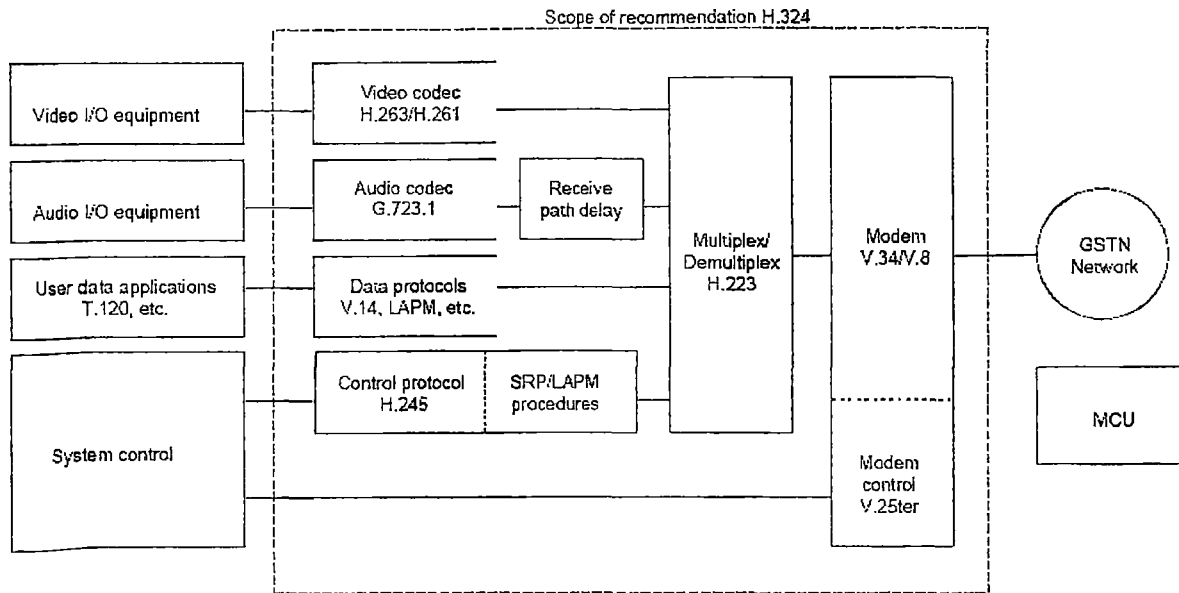 Scope of recommendation H.324
Video I/O equipment
Video codec
H.263/H.261
Audio I/O equipment
Audio codec
G.723.1
Receive
path delay
User data applications
T.120, etc.
Data protocols
V.14, LAPM, etc.
System control
Control protocol
H.245
SRP/LAPM
procedures
Multiplex/
Demultiplex
H.223
Modem
V.34/V.8
Modem
control
V.25ter
GSTN
Network
MCU